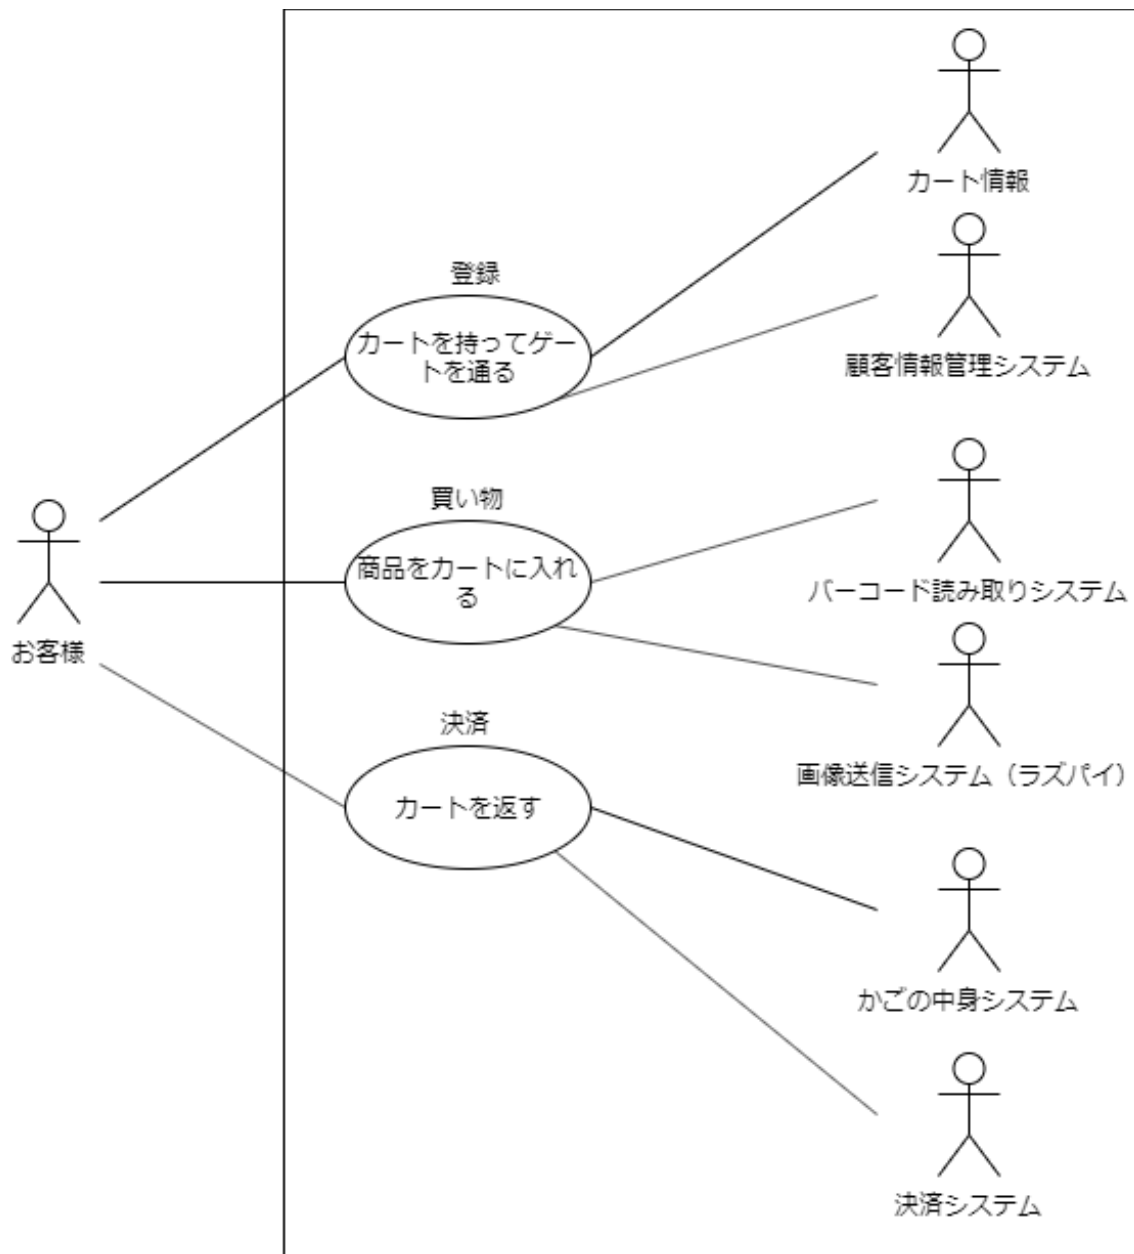 カート情報
顧客情報管理システム
登録
カートを持ってゲー
トを通る
バーコード読み取りシステム
買い物
商品をカートに入れ
る
お客様
画像送信システム（ラズパイ）
決済
カートを返す
かごの中身システム
決済システム